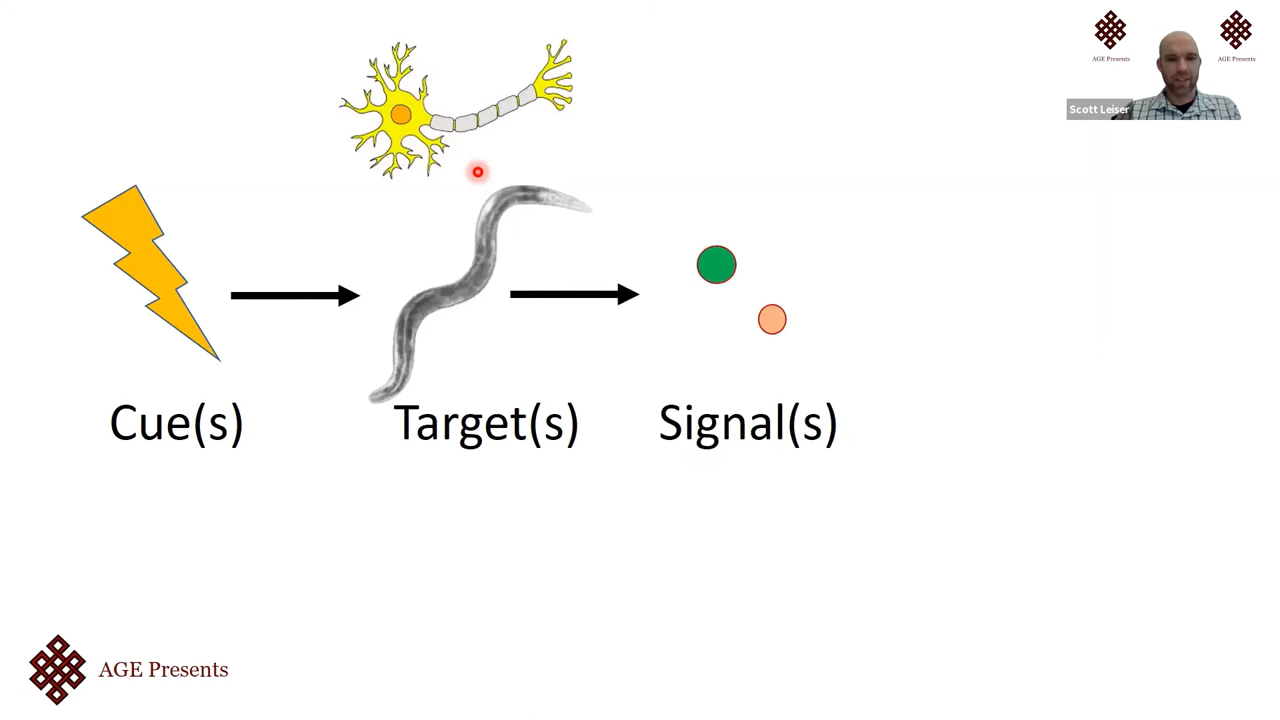 AGE Presents
AGE Presents
Scott Leiser
Cue(s)
Target(s)
Signal(s)
AGE Presents